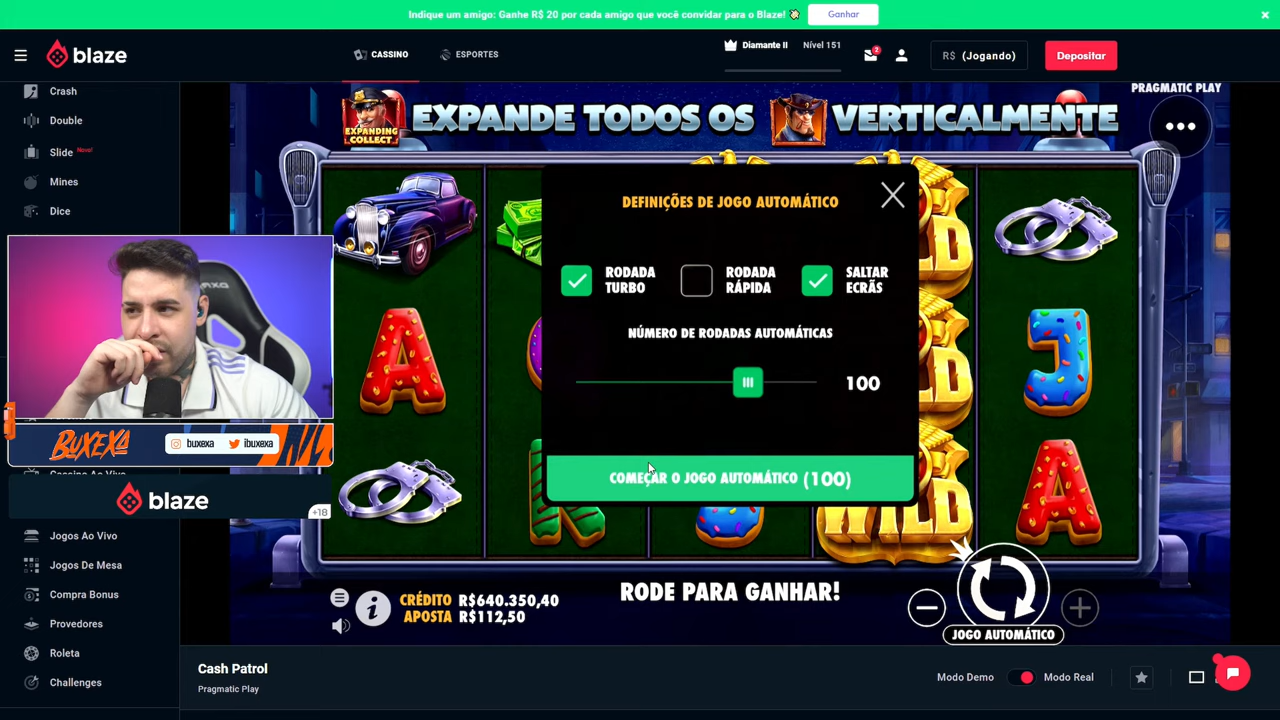 Indique um amigo: Ganhe R$ 20 por cada amigo que você convidar para o Blaze!
Ganhar
blaze
CASSINO
ESPORTES
Diamante II
Nível 151
2
R$ (Jogando)
Depositar
Crash
Double
Slide Novo!
Mines
Dice
PRAGMATIC PLAY
EXPANDE TODOS OS VERTICALMENTE
EXPANDING
COLLECT
DEFINIÇÕES DE JOGO AUTOMÁTICO
RODADA
TURBO
RODADA
RÁPIDA
SALTAR
ECRÃS
NÚMERO DE RODADAS AUTOMÁTICAS
100
COMEÇAR O JOGO AUTOMÁTICO (100)
WILD
BUXEXA
buxexa
ibuxexa
blaze
+18
Jogos Ao Vivo
Jogos De Mesa
Compra Bonus
Provedores
Roleta
Challenges
CRÉDITO R$640.350,40
APOSTA R$112,50
RODE PARA GANHAR!
JOGO AUTOMÁTICO
Cash Patrol
Pragmatic Play
Modo Demo
Modo Real